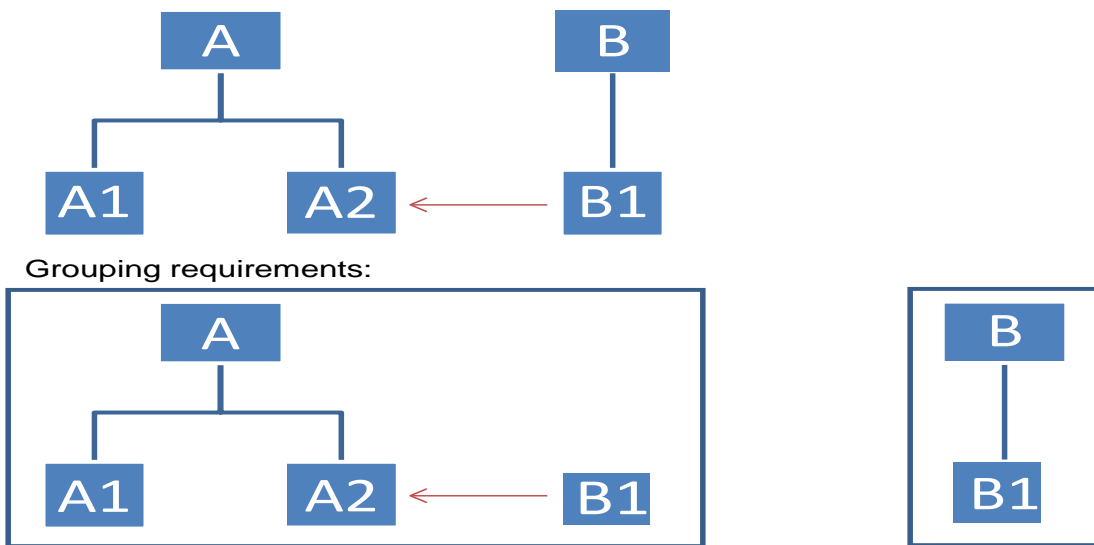 A B
A1 A2 B1
Grouping requirements:
A B
A1 A2 B1 B1